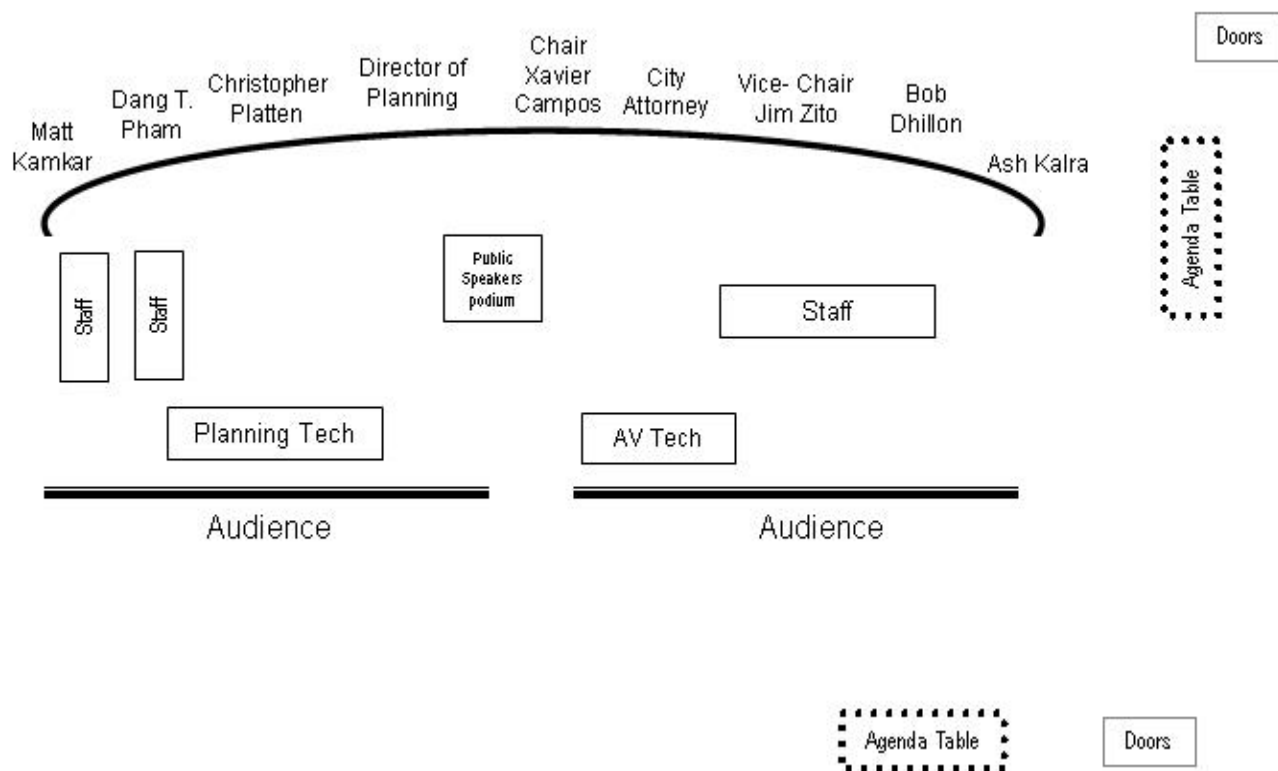 Doors
Matt
Kamkar
Dang T.
Pham
Christopher
Platten
Director of
Planning
Chair
Xavier
Campos
City
Attorney
Vice- Chair
Jim Zito
Bob
Dhillon
Ash Kalra
Agenda Table
Staff
Staff
Public
Speakers
podium
Staff
Planning Tech
AV Tech
Audience
Audience
Agenda Table
Doors